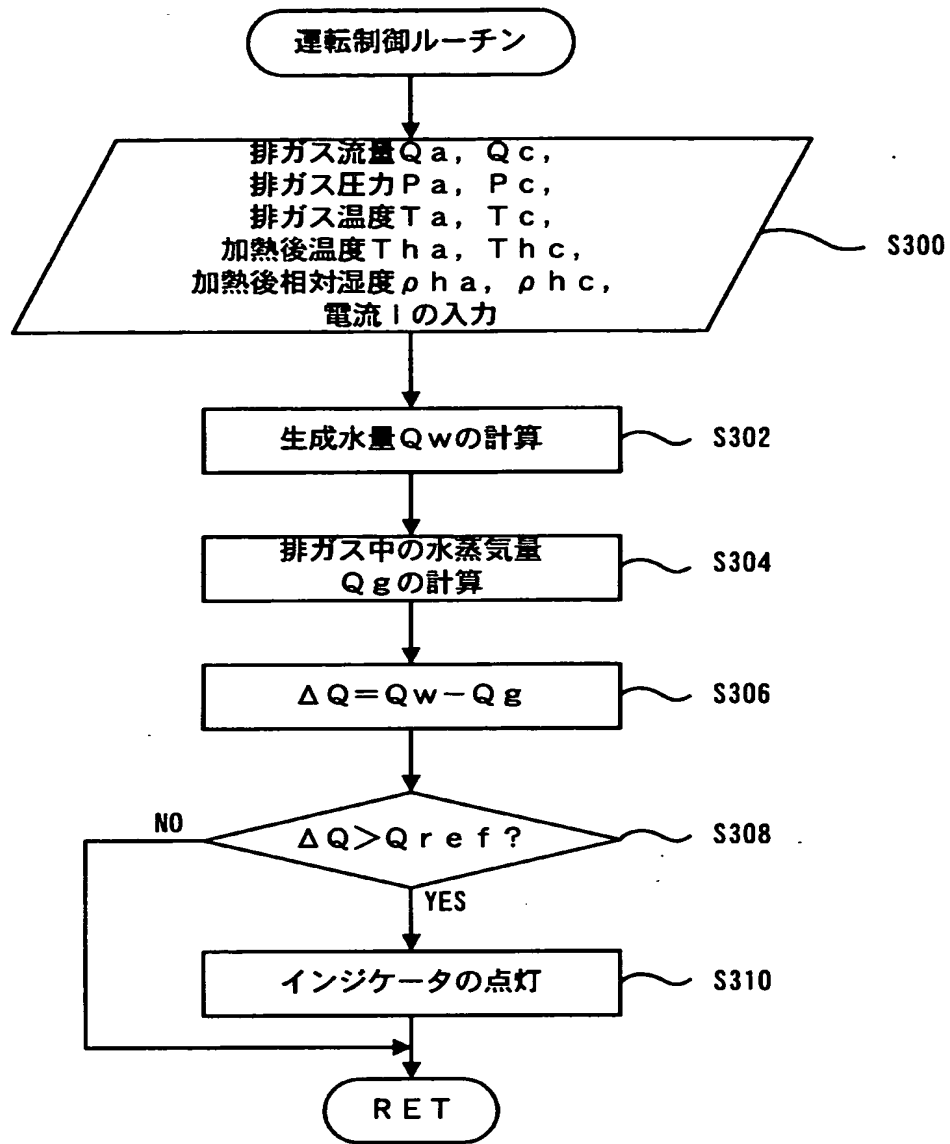 運転制御ルーチン
排ガス流量Ｑａ，Ｑｃ，
排ガス圧力Ｐａ，Ｐｃ，
排ガス温度Ｔａ，Ｔｃ，
加熱後温度Ｔｈａ，Ｔｈｃ，
加熱後相対湿度ρｈａ，ρｈｃ，
電流Ｉの入力
S300
生成水量Ｑｗの計算
S302
排ガス中の水蒸気量
Ｑｇの計算
S304
ΔＱ＝Ｑｗ－Ｑｇ
S306
NO
ΔＱ＞Ｑｒｅｆ？
S308
YES
インジケータの点灯
S310
ＲＥＴ